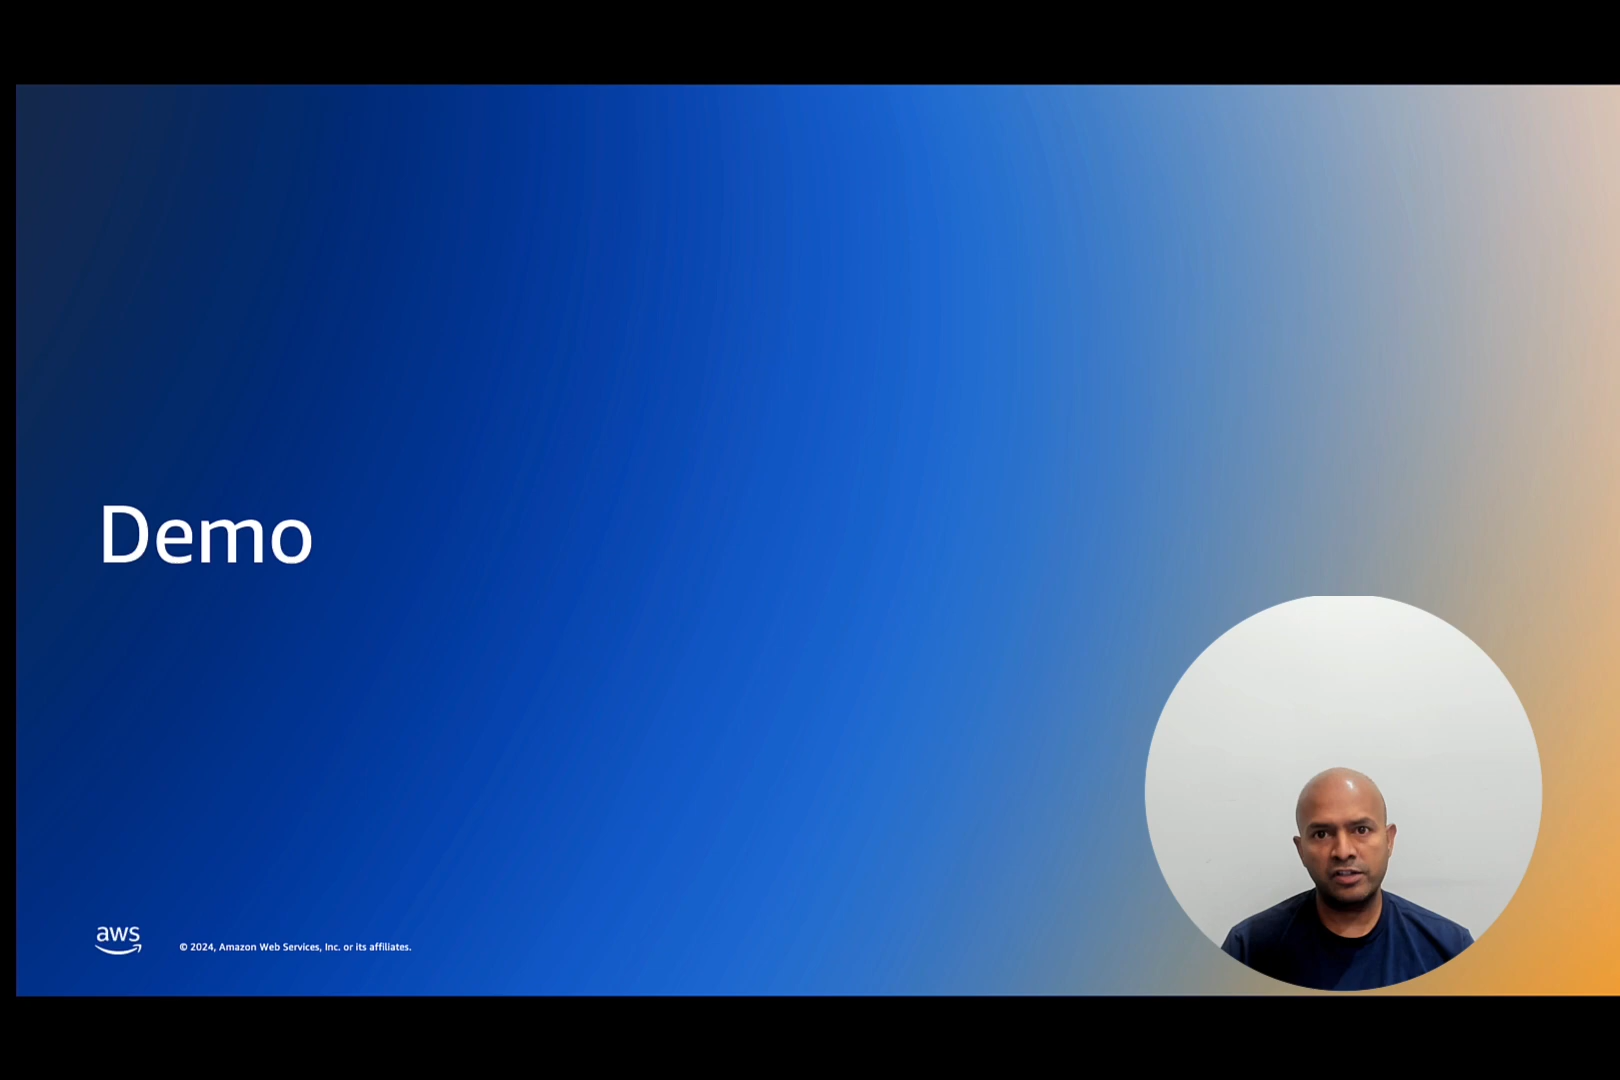 Demo
aws
© 2024, Amazon Web Services, Inc. or its affiliates.